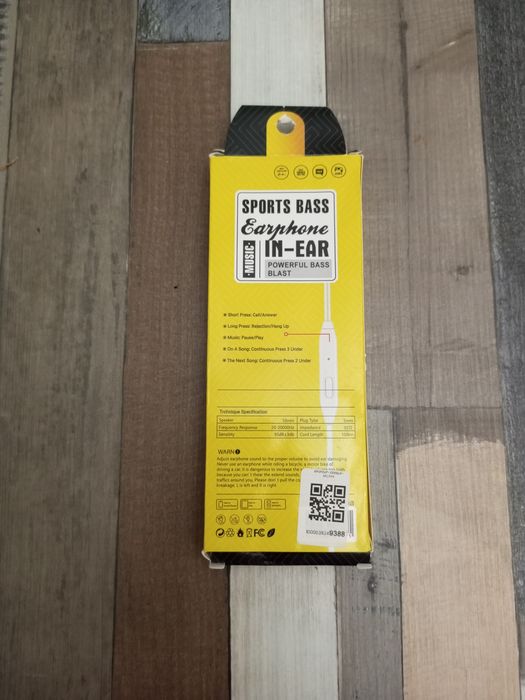 SPORTS BASS
Earphone
·MUSIC·
IN-EAR
POWERFUL BASS
BLAST
Short Press: Call/Answer
Long Press: Rejection/Hang Up
Music: Pause/Play
On A Song: Continuous Press 3 Under
The Next Song: Continuous Press 2 Under
Technique Specification
Speaker Plug Tybe
Frequency Response 20-20000Hz Impedance
Cord Length
WARN
Adjust earphone sound to the proper volume to avoid ear damaging
Never use an earphone while riding a bicycle, a motor bike of
driving a car, it is dangerous to increase the
because you can't hear the extend sounds,
traffics around you, Please don't pull the co
breakage, L is left and R is right.
9388
FC